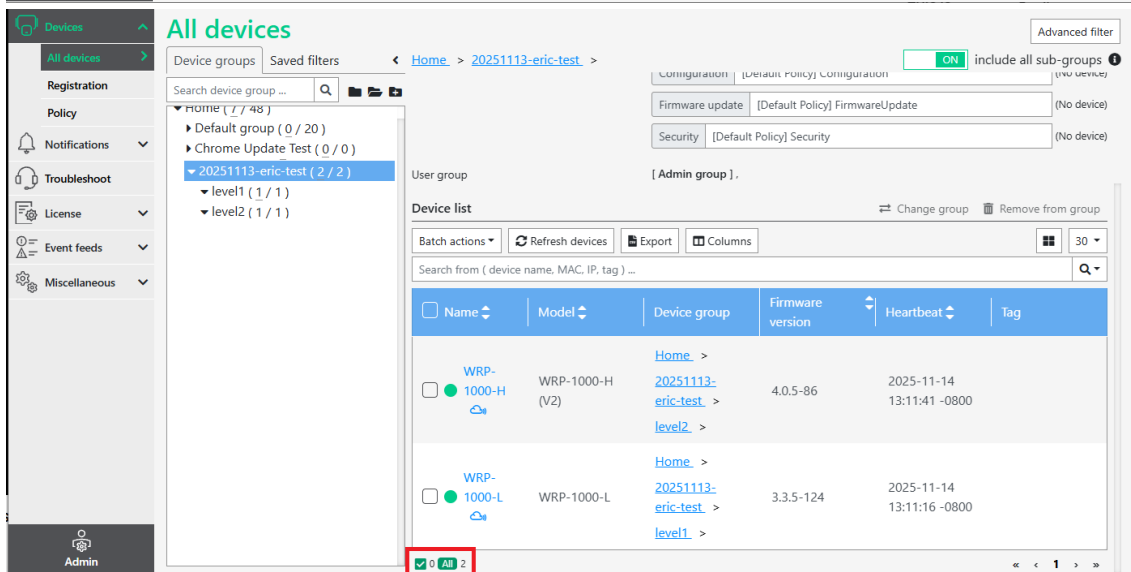 Devices
All devices
Registration
Policy
Notifications
Troubleshoot
License
Event feeds
Miscellaneous
Admin
All devices
Advanced filter
Device groups
Saved filters
Home > 20251113-eric-test >
ON include all sub-groups
Search device group ...
Home ( 7 / 48 )
Default group ( 0 / 20 )
Chrome Update Test ( 0 / 0 )
20251113-eric-test ( 2 / 2 )
level1 ( 1 / 1 )
level2 ( 1 / 1 )
Configuration [Default Policy] Configuration (No device)
Firmware update [Default Policy] FirmwareUpdate (No device)
Security [Default Policy] Security (No device)
User group [ Admin group ] ,
Device list Change group Remove from group
Batch actions Refresh devices Export Columns 30
Search from ( device name, MAC, IP, tag ) ...
Name Model Device group Firmware version Heartbeat Tag
WRP-1000-H
WRP-1000-H (V2)
Home >
20251113-
eric-test >
level2 >
4.0.5-86
2025-11-14
13:11:41 -0800
WRP-1000-L
WRP-1000-L
Home >
20251113-
eric-test >
level1 >
3.3.5-124
2025-11-14
13:11:16 -0800
0 All 2
« ‹ 1 › »